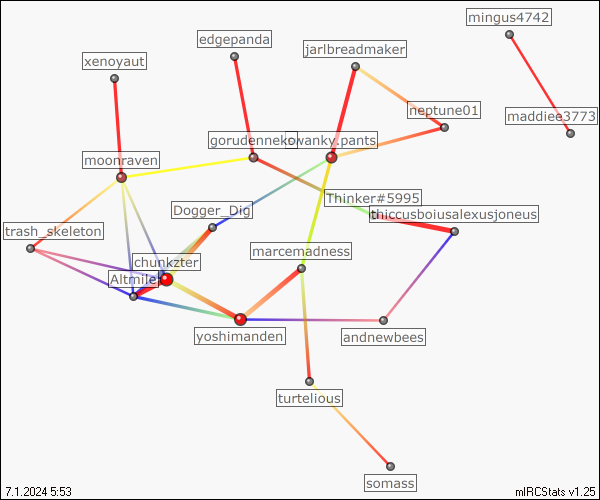 mingus4742
edgepanda
jarlbreadmaker
xenoyaut
neptune01
maddiee3773
gorudenneko
swanky.pants
moonraven
Thinker#5995
Dogger_Dig
thiccusboiusalexusjoneus
trash_skeleton
marcemadness
chunkzter
Altmile
yoshimanden
andnewbees
turtelious
somass
7.1.2024 5:53
mIRCStats v1.25